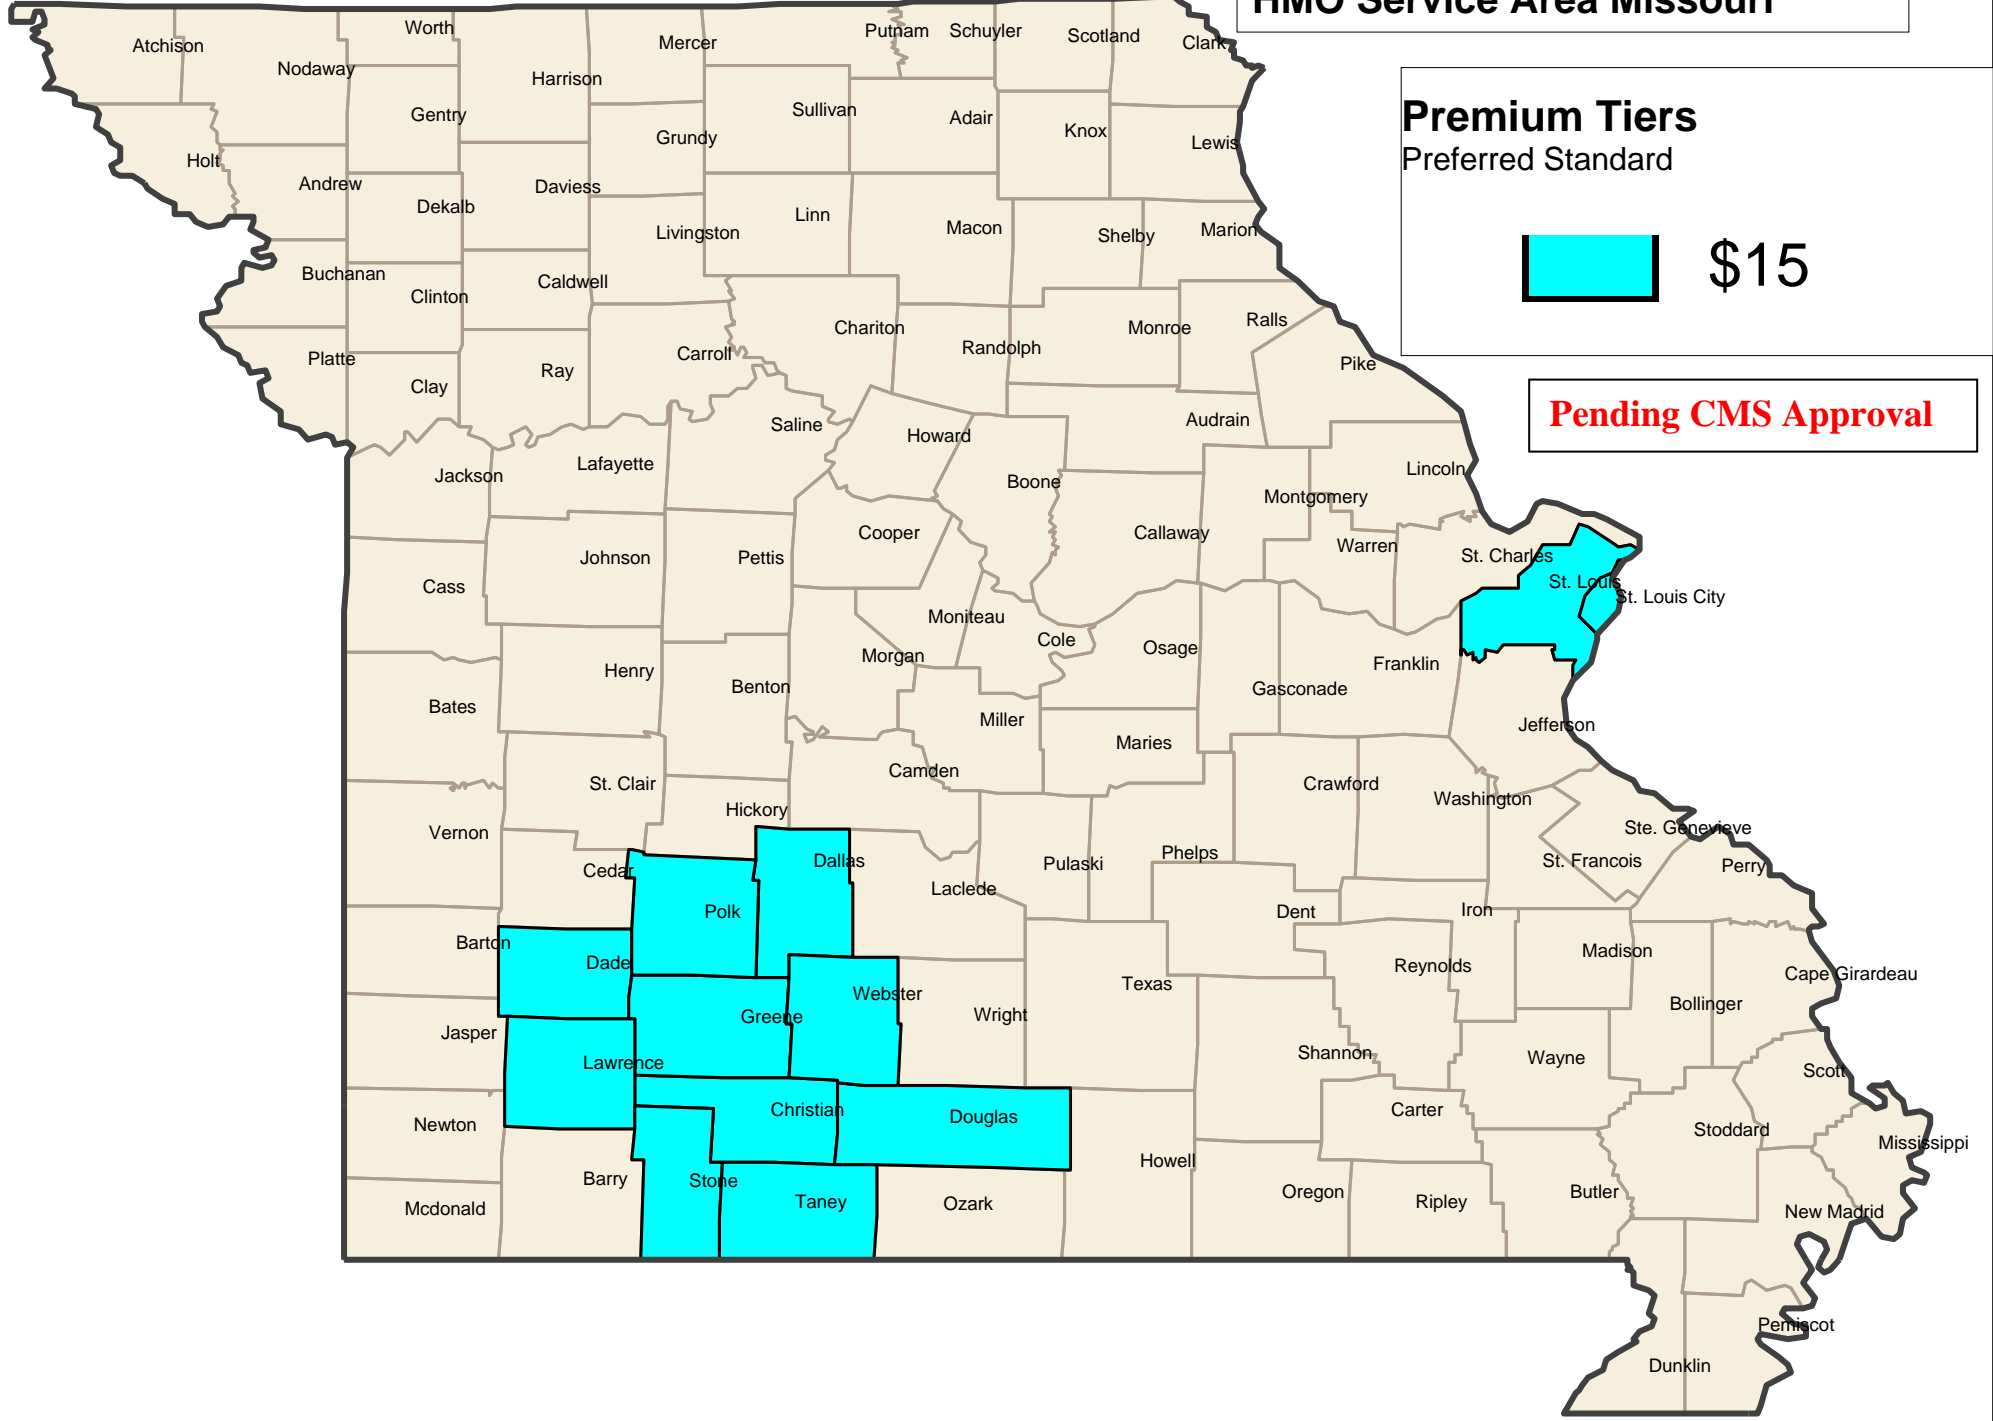 HMO Service Area Missouri
Premium Tiers
Preferred Standard
$15
Pending CMS Approval
Atchison
Nodaway
Worth
Harrison
Mercer
Putnam
Schuyler
Scotland
Clark
Gentry
Sullivan
Adair
Knox
Grundy
Lewis
Holt
Andrew
Dekalb
Daviess
Livingston
Linn
Macon
Shelby
Marion
Buchanan
Clinton
Caldwell
Chariton
Randolph
Monroe
Ralls
Platte
Clay
Ray
Carroll
Pike
Saline
Howard
Audrain
Jackson
Lafayette
Boone
Lincoln
Montgomery
Cooper
Callaway
Warren
St. Charles
Johnson
Pettis
Cass
St. Louis
St. Louis City
Moniteau
Cole
Osage
Morgan
Franklin
Henry
Benton
Gasconade
Bates
Miller
Jefferson
Maries
Camden
St. Clair
Crawford
Washington
Hickory
Vernon
Ste. Genevieve
Phelps
Dallas
Pulaski
St. Francois
Perry
Cedar
Laclede
Polk
Dent
Iron
Barton
Dade
Madison
Reynolds
Cape Girardeau
Texas
Webster
Bollinger
Greene
Wright
Jasper
Lawrence
Shannon
Wayne
Scott
Christian
Douglas
Carter
Newton
Stoddard
Mississippi
Howell
Barry
Stone
Oregon
Butler
Taney
Ozark
Ripley
Mcdonald
New Madrid
Pemiscot
Dunklin